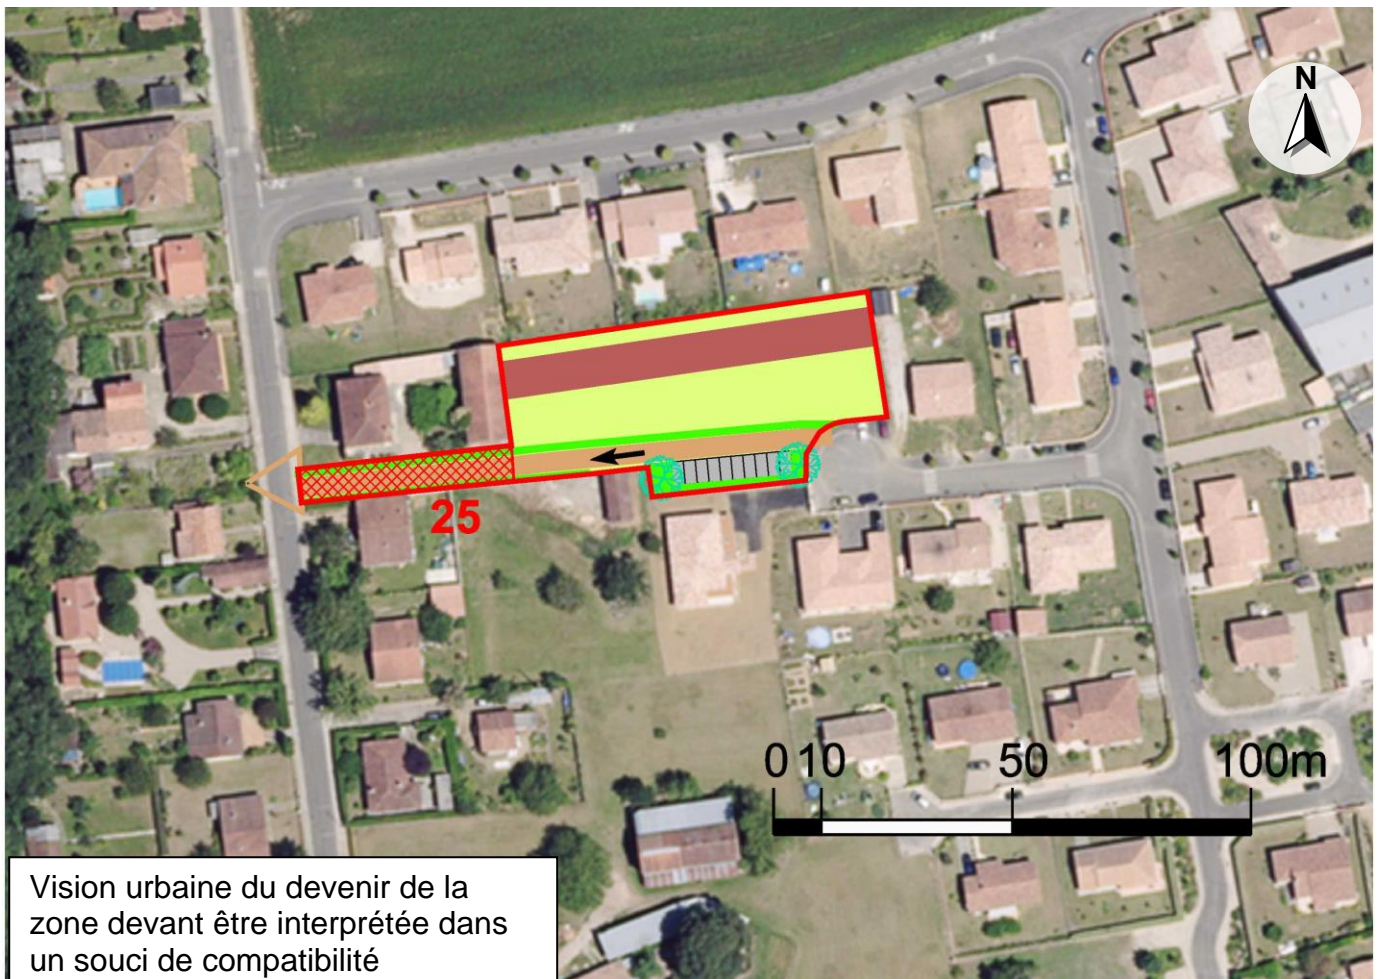 N
25
0 10 50 100m
Vision urbaine du devenir de la
zone devant être interprétée dans
un souci de compatibilité